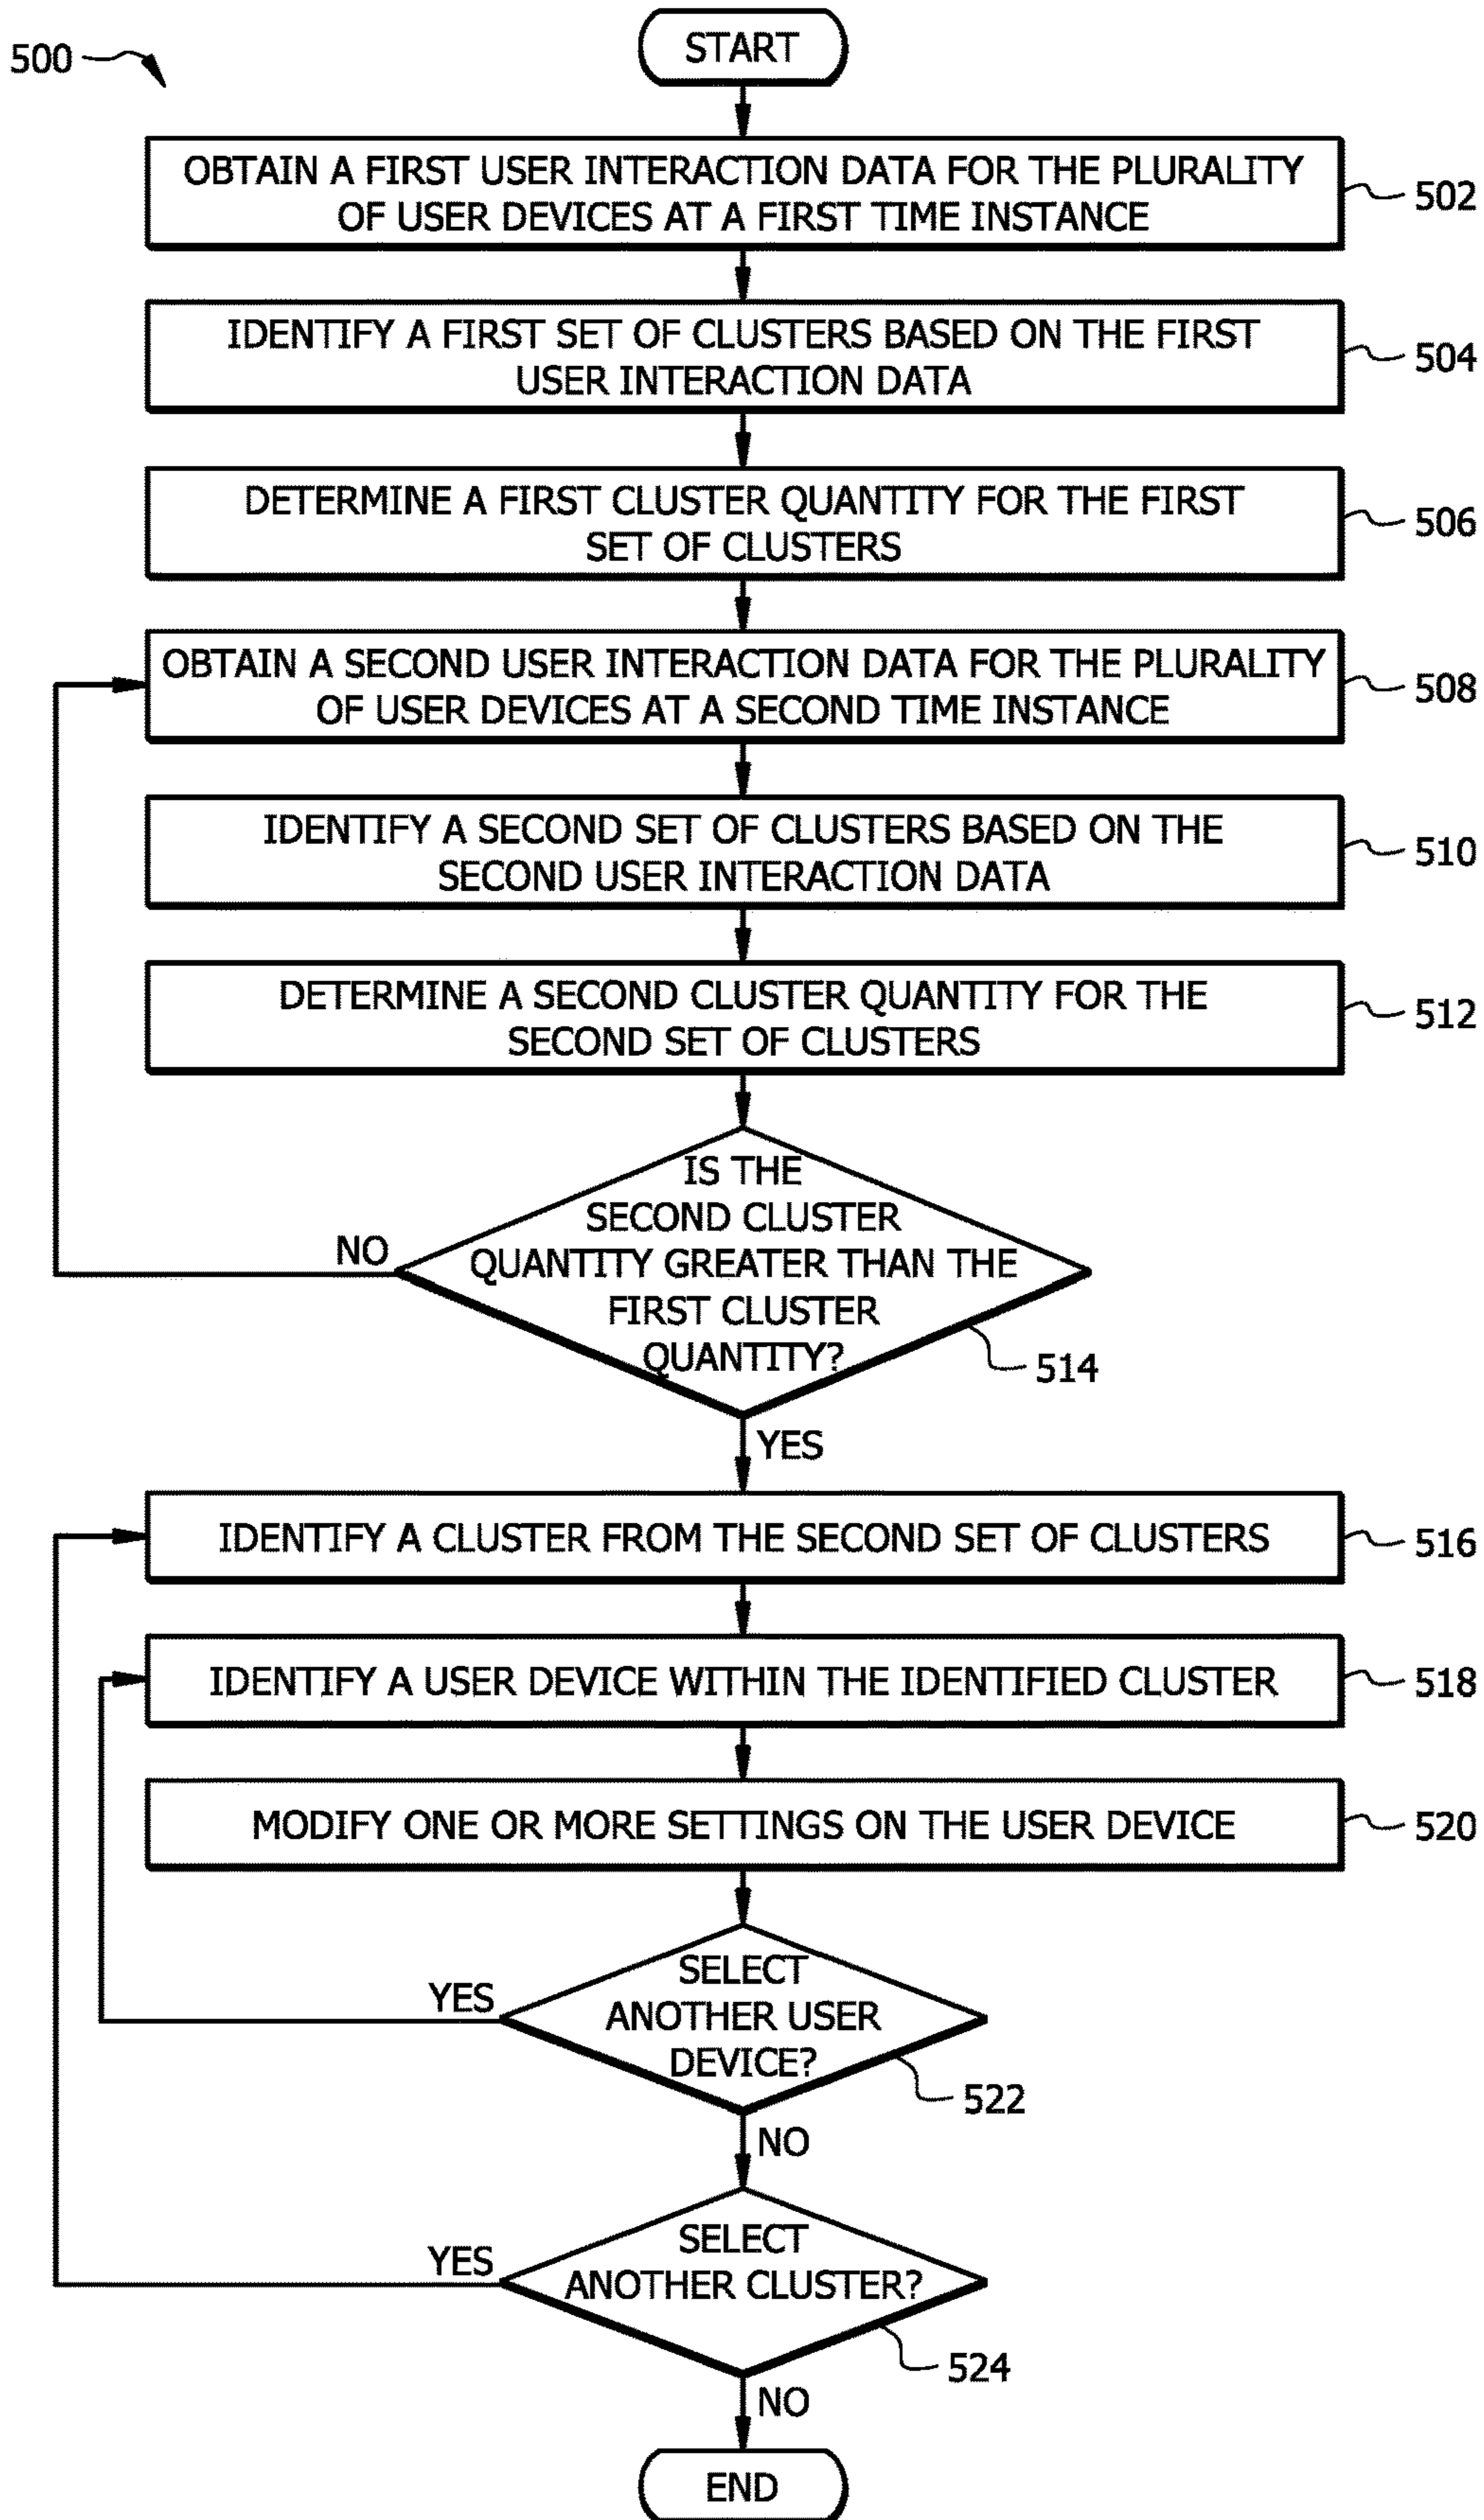 START
500
OBTAIN A FIRST USER INTERACTION DATA FOR THE PLURALITY
OF USER DEVICES AT A FIRST TIME INSTANCE
502
IDENTIFY A FIRST SET OF CLUSTERS BASED ON THE FIRST
USER INTERACTION DATA
504
DETERMINE A FIRST CLUSTER QUANTITY FOR THE FIRST
SET OF CLUSTERS
506
OBTAIN A SECOND USER INTERACTION DATA FOR THE PLURALITY
OF USER DEVICES AT A SECOND TIME INSTANCE
508
IDENTIFY A SECOND SET OF CLUSTERS BASED ON THE
SECOND USER INTERACTION DATA
510
DETERMINE A SECOND CLUSTER QUANTITY FOR THE
SECOND SET OF CLUSTERS
512
IS THE
SECOND CLUSTER
QUANTITY GREATER THAN THE
FIRST CLUSTER
QUANTITY?
NO
514
YES
IDENTIFY A CLUSTER FROM THE SECOND SET OF CLUSTERS
516
IDENTIFY A USER DEVICE WITHIN THE IDENTIFIED CLUSTER
518
MODIFY ONE OR MORE SETTINGS ON THE USER DEVICE
520
SELECT
ANOTHER USER
DEVICE?
YES
522
NO
SELECT
ANOTHER CLUSTER?
YES
524
NO
END